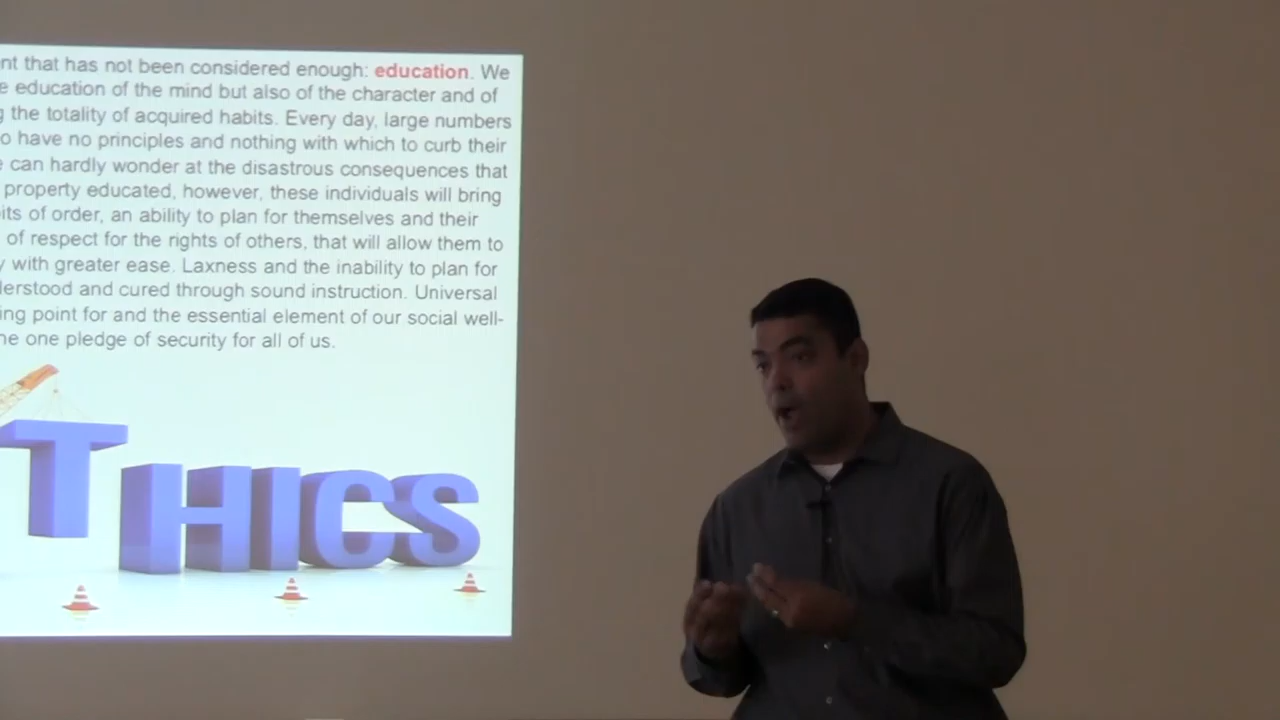 nt that has not been considered enough: education. We
e education of the mind but also of the character and of
g the totality of acquired habits. Every day, large numbers
o have no principles and nothing with which to curb their
e can hardly wonder at the disastrous consequences that
property educated, however, these individuals will bring
its of order, an ability to plan for themselves and their
of respect for the rights of others, that will allow them to
y with greater ease. Laxness and the inability to plan for
lerstood and cured through sound instruction. Universal
ing point for and the essential element of our social well-
he one pledge of security for all of us.
THICS